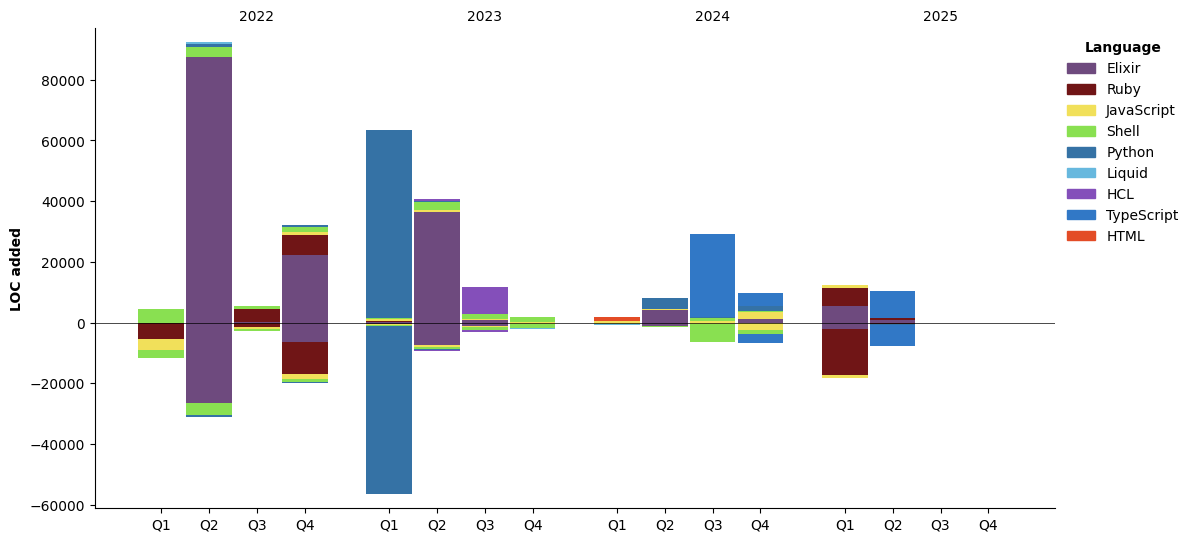 2022 2023 2024 2025
LOC added
80000
60000
40000
20000
0
−20000
−40000
−60000
Q1 Q2 Q3 Q4 Q1 Q2 Q3 Q4 Q1 Q2 Q3 Q4 Q1 Q2 Q3 Q4
Language
Elixir
Ruby
JavaScript
Shell
Python
Liquid
HCL
TypeScript
HTML